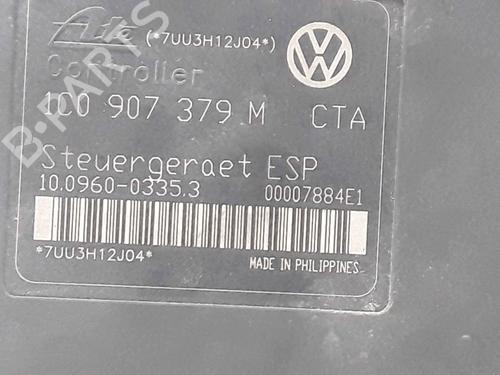 Ate (*7UU3H12J04*)
Controller
1C0 907 379 M CTA
Steuergeraet ESP
10.0960-0335.3 00007884E1
*7UU3H12J04*
MADE IN PHILIPPINES
B-PARTS